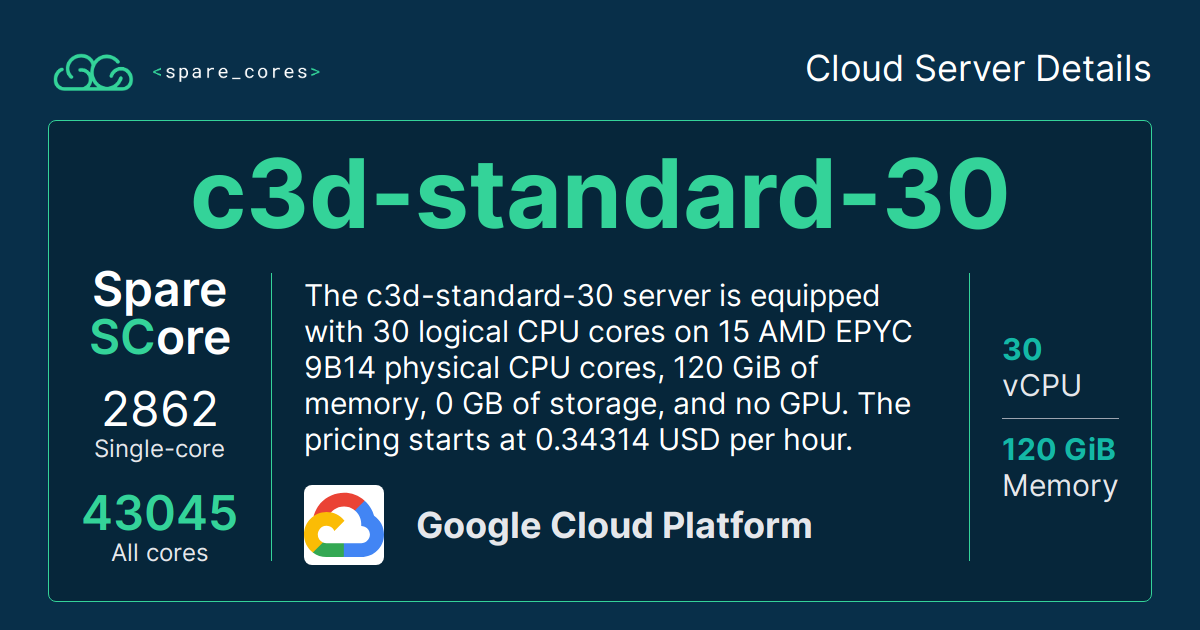 <spare_cores>
Cloud Server Details
c3d-standard-30
Spare
SCore
2862
Single-core
43045
All cores
The c3d-standard-30 server is equipped
with 30 logical CPU cores on 15 AMD EPYC
9B14 physical CPU cores, 120 GiB of
memory, 0 GB of storage, and no GPU. The
pricing starts at 0.34314 USD per hour.
Google Cloud Platform
30
vCPU
120 GiB
Memory